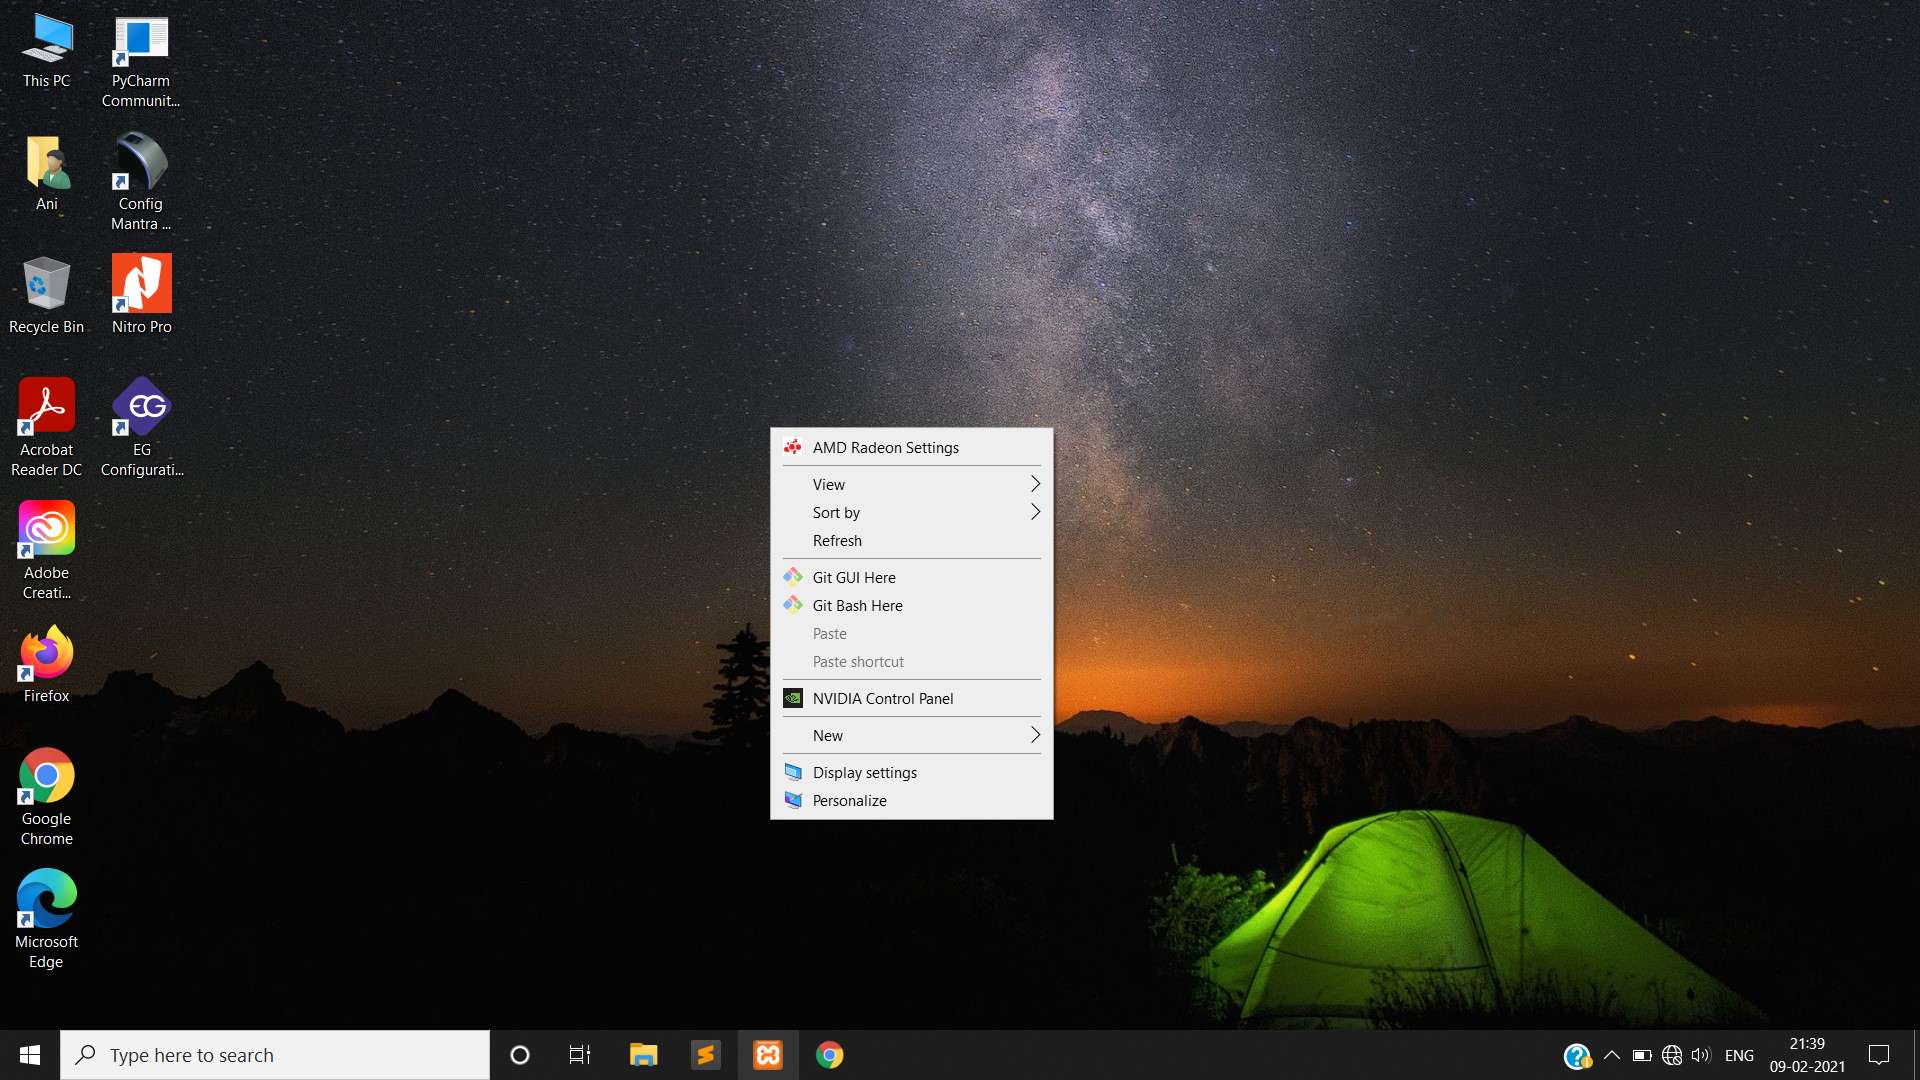 This PC
PyCharm
Communit...
Ani
Config
Mantra ...
Recycle Bin
Nitro Pro
Acrobat
Reader DC
EG
EG
Configurati...
Adobe
Creati...
Firefox
Google
Chrome
Microsoft
Edge
AMD Radeon Settings
View
Sort by
Refresh
Git GUI Here
Git Bash Here
Paste
Paste shortcut
NVIDIA Control Panel
New
Display settings
Personalize
Type here to search
ENG
21:39
09-02-2021